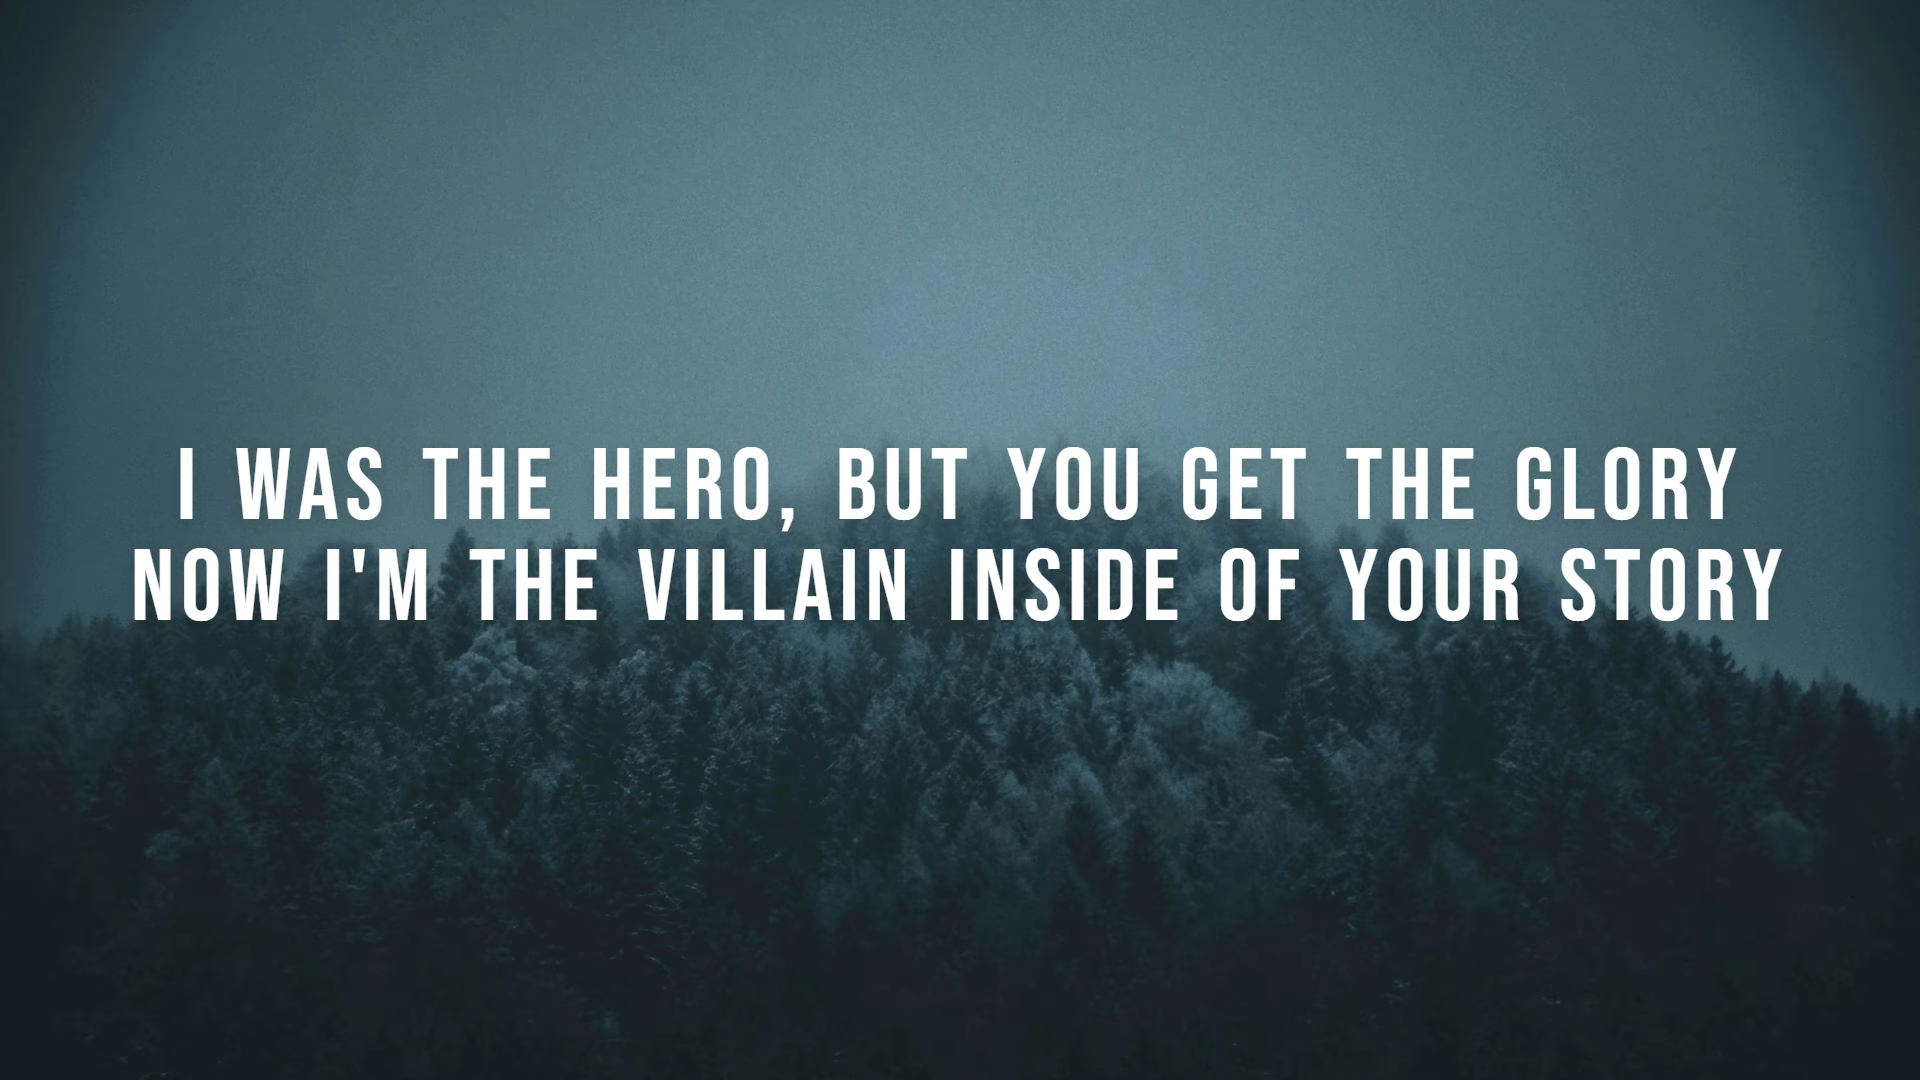 I WAS THE HERO, BUT YOU GET THE GLORY
NOW I'M THE VILLAIN INSIDE OF YOUR STORY